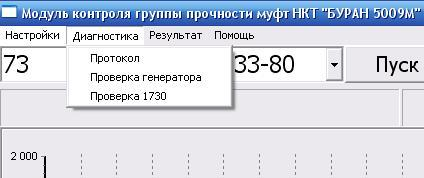 Модуль контроля группы прочности муфт НКТ "БУРАН 5009М"
Настройки Диагностика Результат Помощь
73 33-80 Пуск
Протокол
Проверка генератора
Проверка 1730
2 000